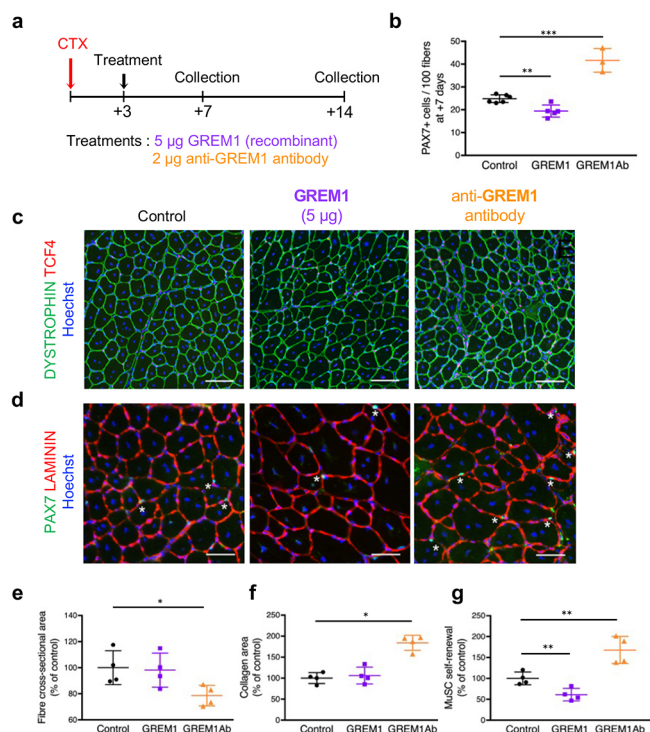 a
CTX
Treatment
Collection
Collection
+3
+7
+14
Treatments : 5 µg GREM1 (recombinant)
2 µg anti-GREM1 antibody
b
PAX7+ cells / 100 fibers
at +7 days
50
40
30
20
10
0
***
**
Control GREM1 GREM1Ab
c
Control
GREM1
(5 µg)
anti-GREM1
antibody
DYSTROPHIN TCF4
Hoechst
d
PAX7 LAMININ
Hoechst
*
*
*
*
*
*
*
*
*
*
*
*
e
Fibre cross-sectional area
(% of control)
140
120
100
80
60
*
Control GREM1 GREM1Ab
f
Collagen area
(% of control)
250
200
150
100
50
0
*
Control GREM1 GREM1Ab
g
MuSC self-renewal
(% of control)
250
200
150
100
50
0
**
**
Control GREM1 GREM1Ab